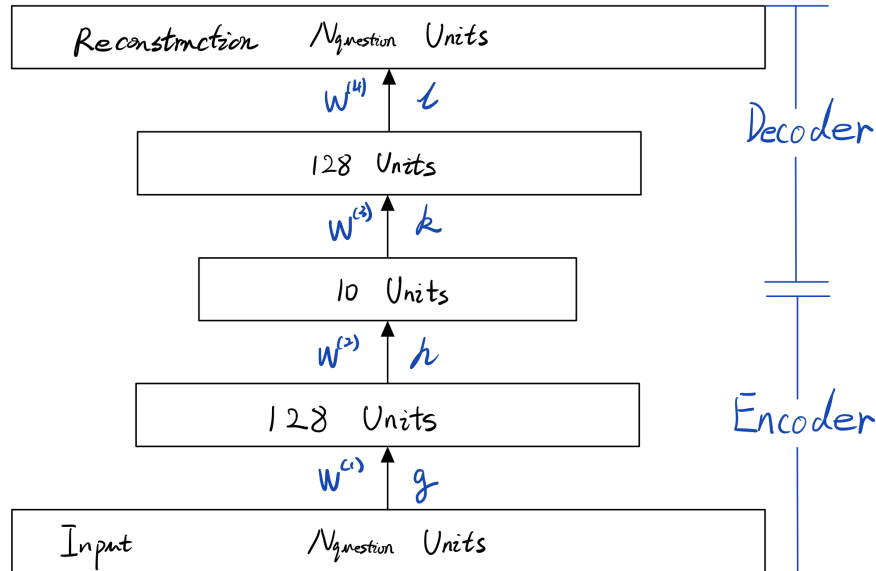 Reconstruction Nquestion Units
W(4) l
Decoder
128 Units
W(3) k
10 Units
W(2) h
128 Units
Encoder
W(1) g
Input Nquestion Units